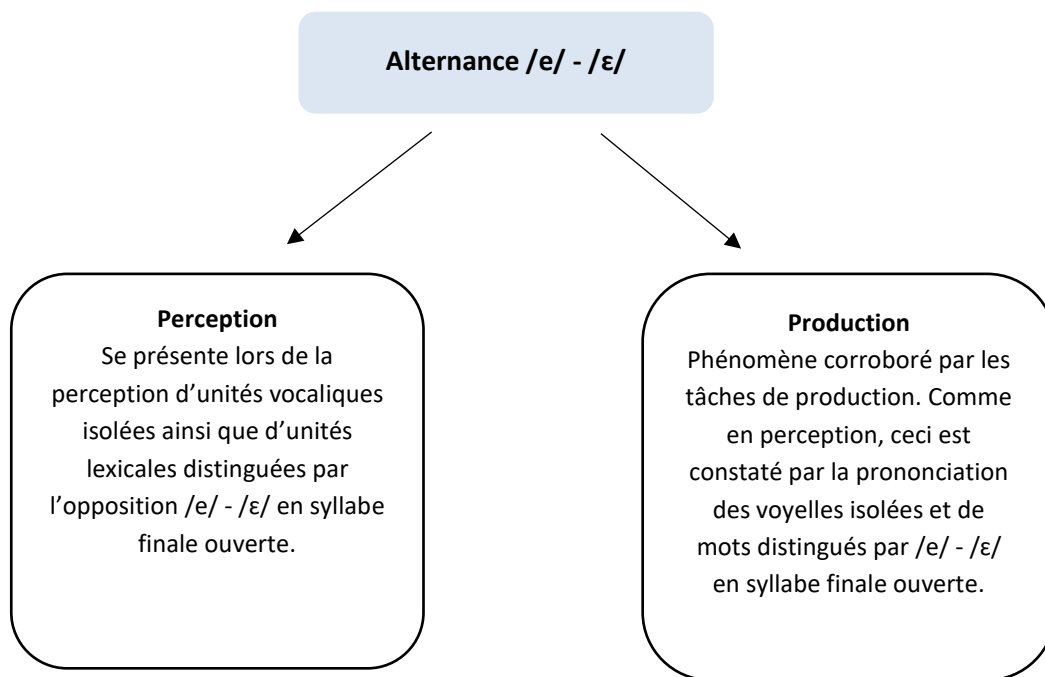 Alternance /e/ - /ɛ/
Perception
Se présente lors de la
perception d’unités vocaliques
isolées ainsi que d’unités
lexicales distinguées par
l’opposition /e/ - /ɛ/ en syllabe
finale ouverte.
Production
Phénomène corroboré par les
tâches de production. Comme
en perception, ceci est
constaté par la prononciation
des voyelles isolées et de
mots distingués par /e/ - /ɛ/
en syllabe finale ouverte.